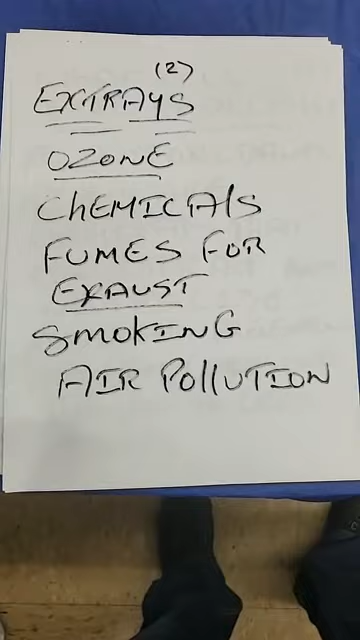 (2)
EXTRAYS
OZONE
CHEMICAls
FUMES FOR
EXAUST
SMOKING
AIR POllUTION